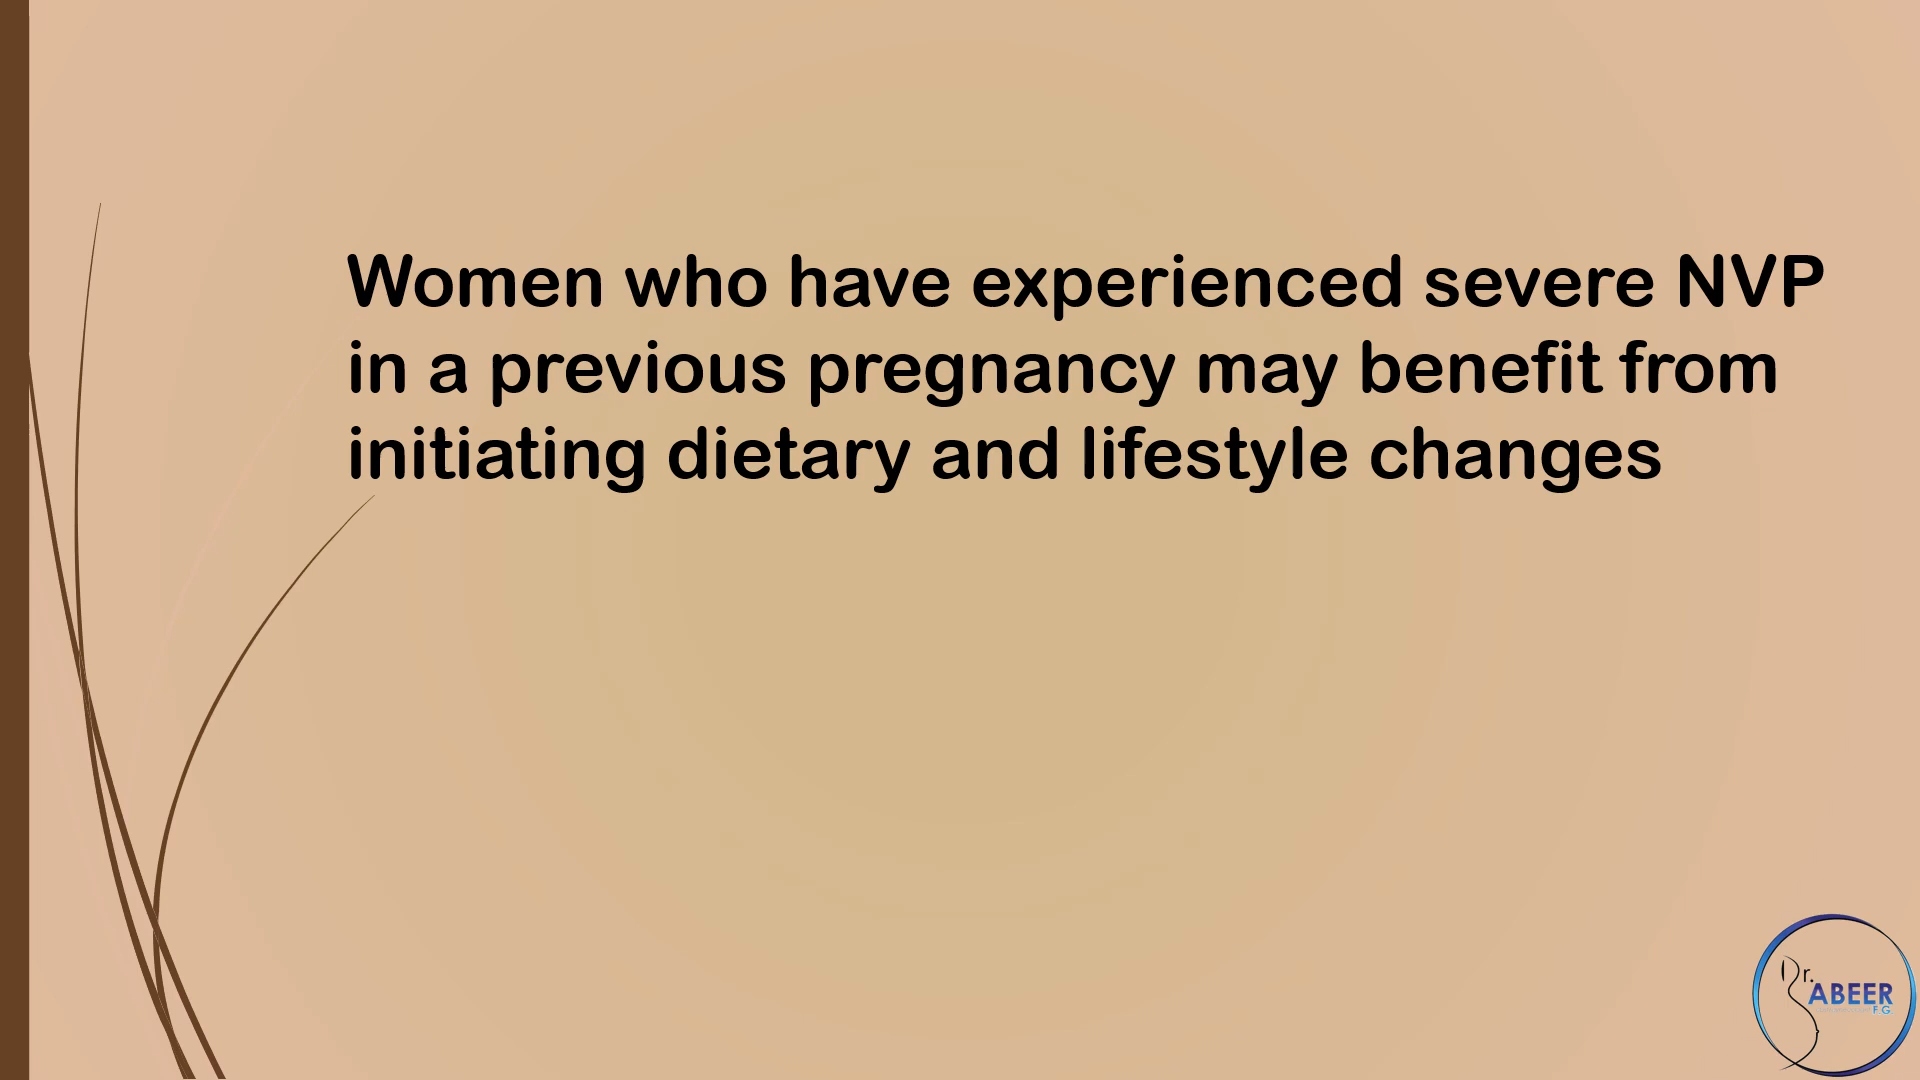 Women who have experienced severe NVP
in a previous pregnancy may benefit from
initiating dietary and lifestyle changes
Dr.
ABEER
F.G.